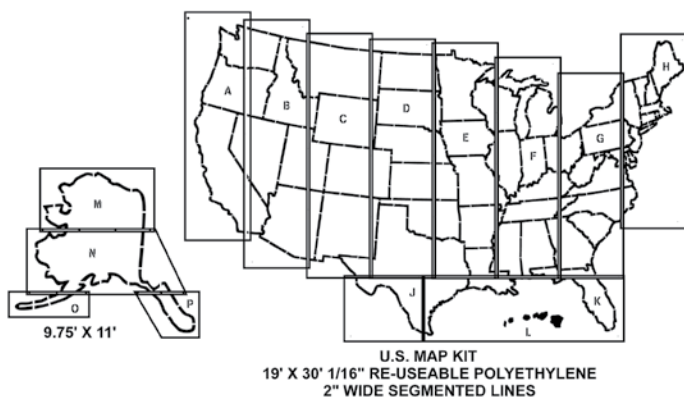 H
A
B
C
D
E
F
G
M
N
O
P
J
K
L
9.75' X 11'
U.S. MAP KIT
19' X 30' 1/16" RE-USEABLE POLYETHYLENE
2" WIDE SEGMENTED LINES